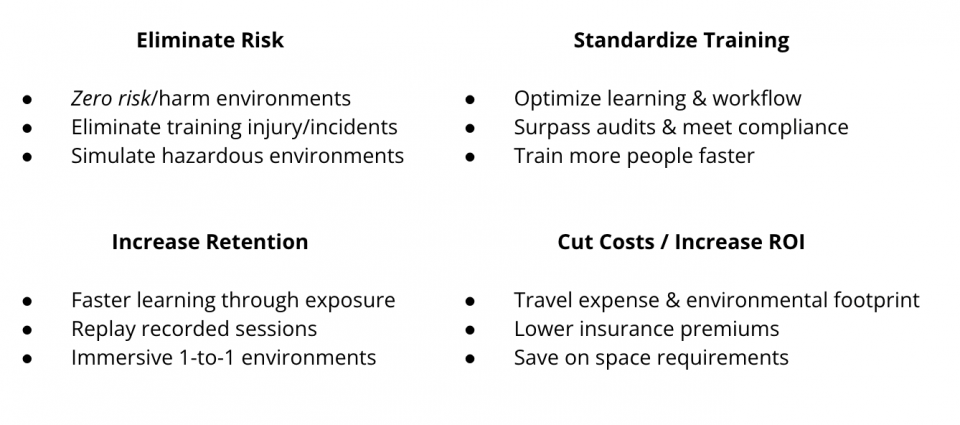 Eliminate Risk
● Zero risk/harm environments
● Eliminate training injury/incidents
● Simulate hazardous environments
Standardize Training
● Optimize learning & workflow
● Surpass audits & meet compliance
● Train more people faster
Increase Retention
● Faster learning through exposure
● Replay recorded sessions
● Immersive 1-to-1 environments
Cut Costs / Increase ROI
● Travel expense & environmental footprint
● Lower insurance premiums
● Save on space requirements